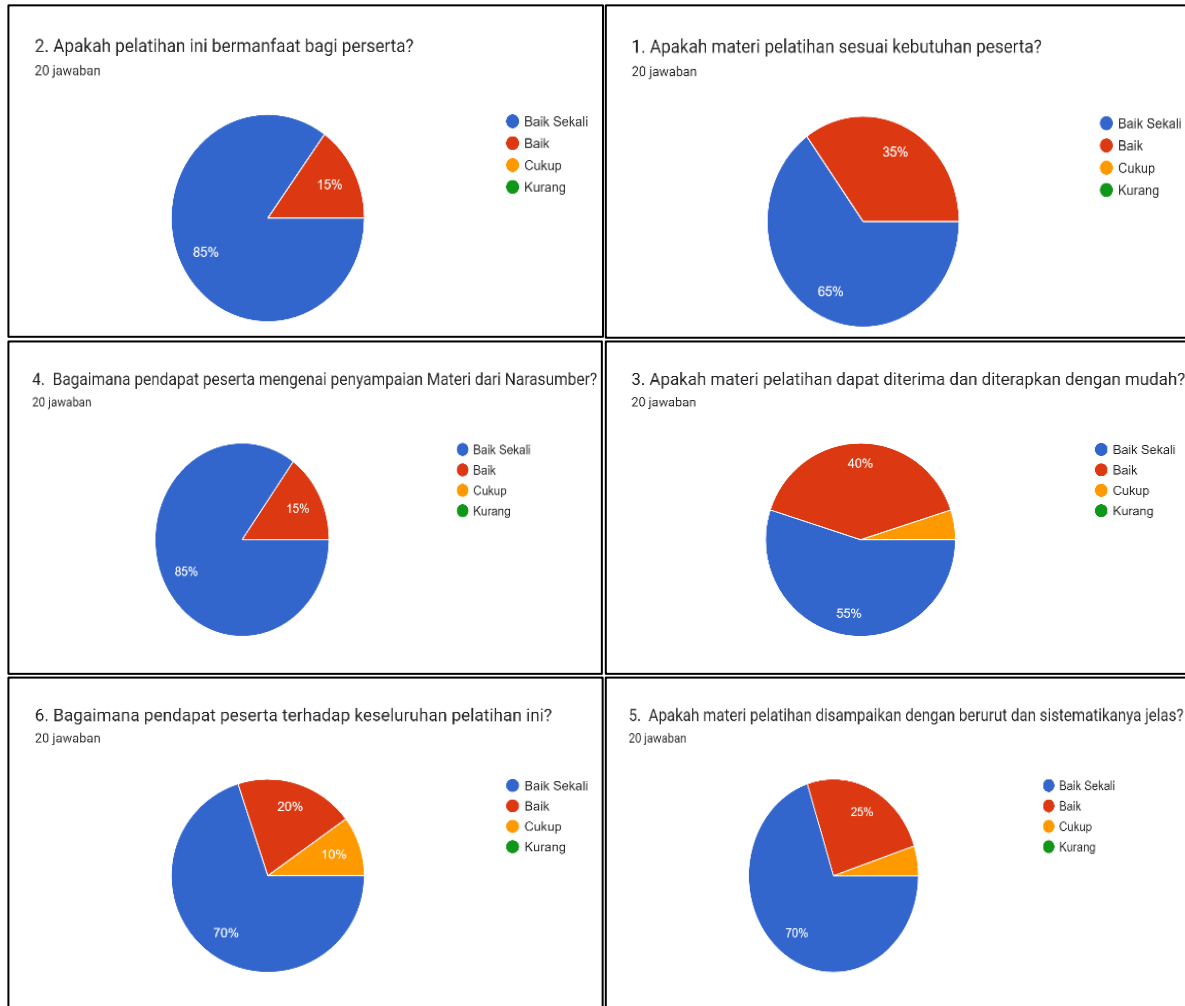 2. Apakah pelatihan ini bermanfaat bagi perserta?
20 jawaban
Baik Sekali
Baik
Cukup
Kurang
15%
85%
1. Apakah materi pelatihan sesuai kebutuhan peserta?
20 jawaban
Baik Sekali
Baik
Cukup
Kurang
35%
65%
4. Bagaimana pendapat peserta mengenai penyampaian Materi dari Narasumber?
20 jawaban
Baik Sekali
Baik
Cukup
Kurang
15%
85%
3. Apakah materi pelatihan dapat diterima dan diterapkan dengan mudah?
20 jawaban
Baik Sekali
Baik
Cukup
Kurang
40%
55%
6. Bagaimana pendapat peserta terhadap keseluruhan pelatihan ini?
20 jawaban
Baik Sekali
Baik
Cukup
Kurang
20%
10%
70%
5. Apakah materi pelatihan disampaikan dengan berurut dan sistematikanya jelas?
20 jawaban
Baik Sekali
Baik
Cukup
Kurang
25%
70%